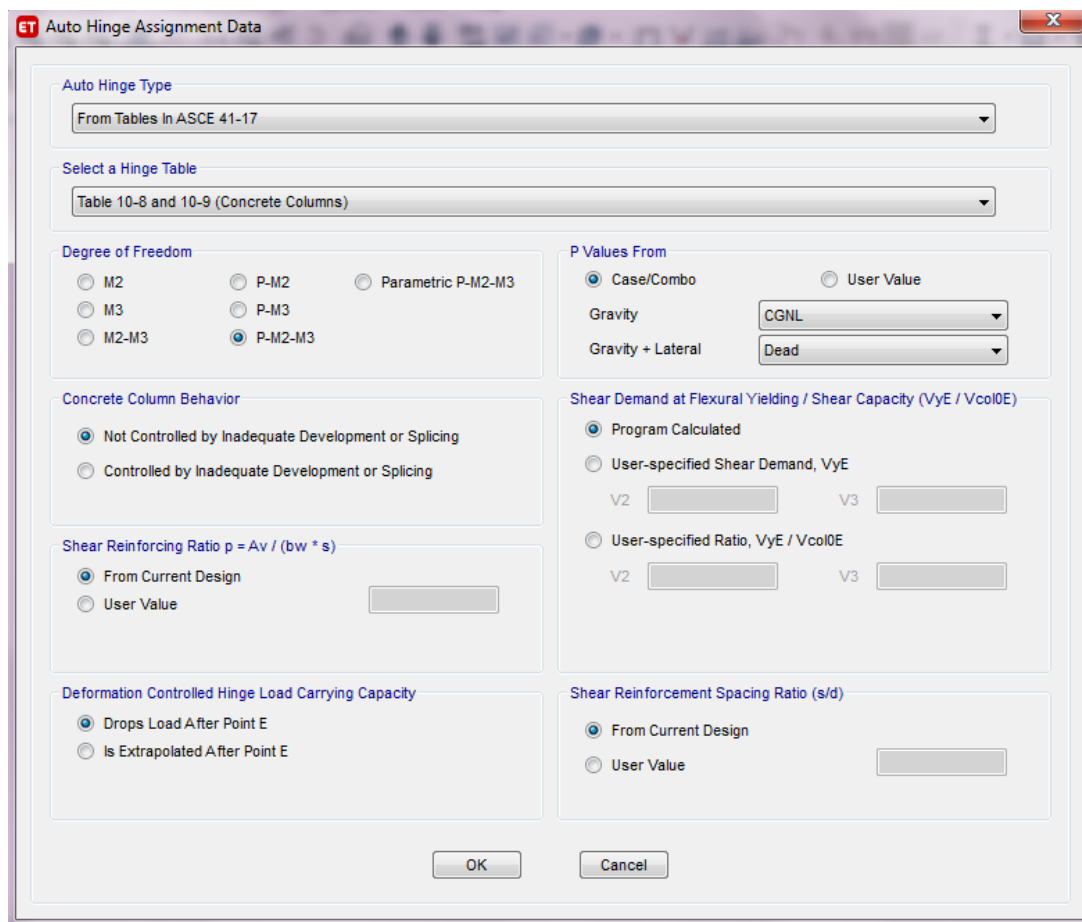 ET Auto Hinge Assignment Data
X
Auto Hinge Type
From Tables In ASCE 41-17
Select a Hinge Table
Table 10-8 and 10-9 (Concrete Columns)
Degree of Freedom
M2 P-M2 Parametric P-M2-M3
M3 P-M3
M2-M3 P-M2-M3
P Values From
Case/Combo User Value
Gravity CGNL
Gravity + Lateral Dead
Concrete Column Behavior
Not Controlled by Inadequate Development or Splicing
Controlled by Inadequate Development or Splicing
Shear Demand at Flexural Yielding / Shear Capacity (VyE / Vcol0E)
Program Calculated
User-specified Shear Demand, VyE
V2 V3
User-specified Ratio, VyE / Vcol0E
V2 V3
Shear Reinforcing Ratio p = Av / (bw * s)
From Current Design
User Value
Deformation Controlled Hinge Load Carrying Capacity
Drops Load After Point E
Is Extrapolated After Point E
Shear Reinforcement Spacing Ratio (s/d)
From Current Design
User Value
OK Cancel